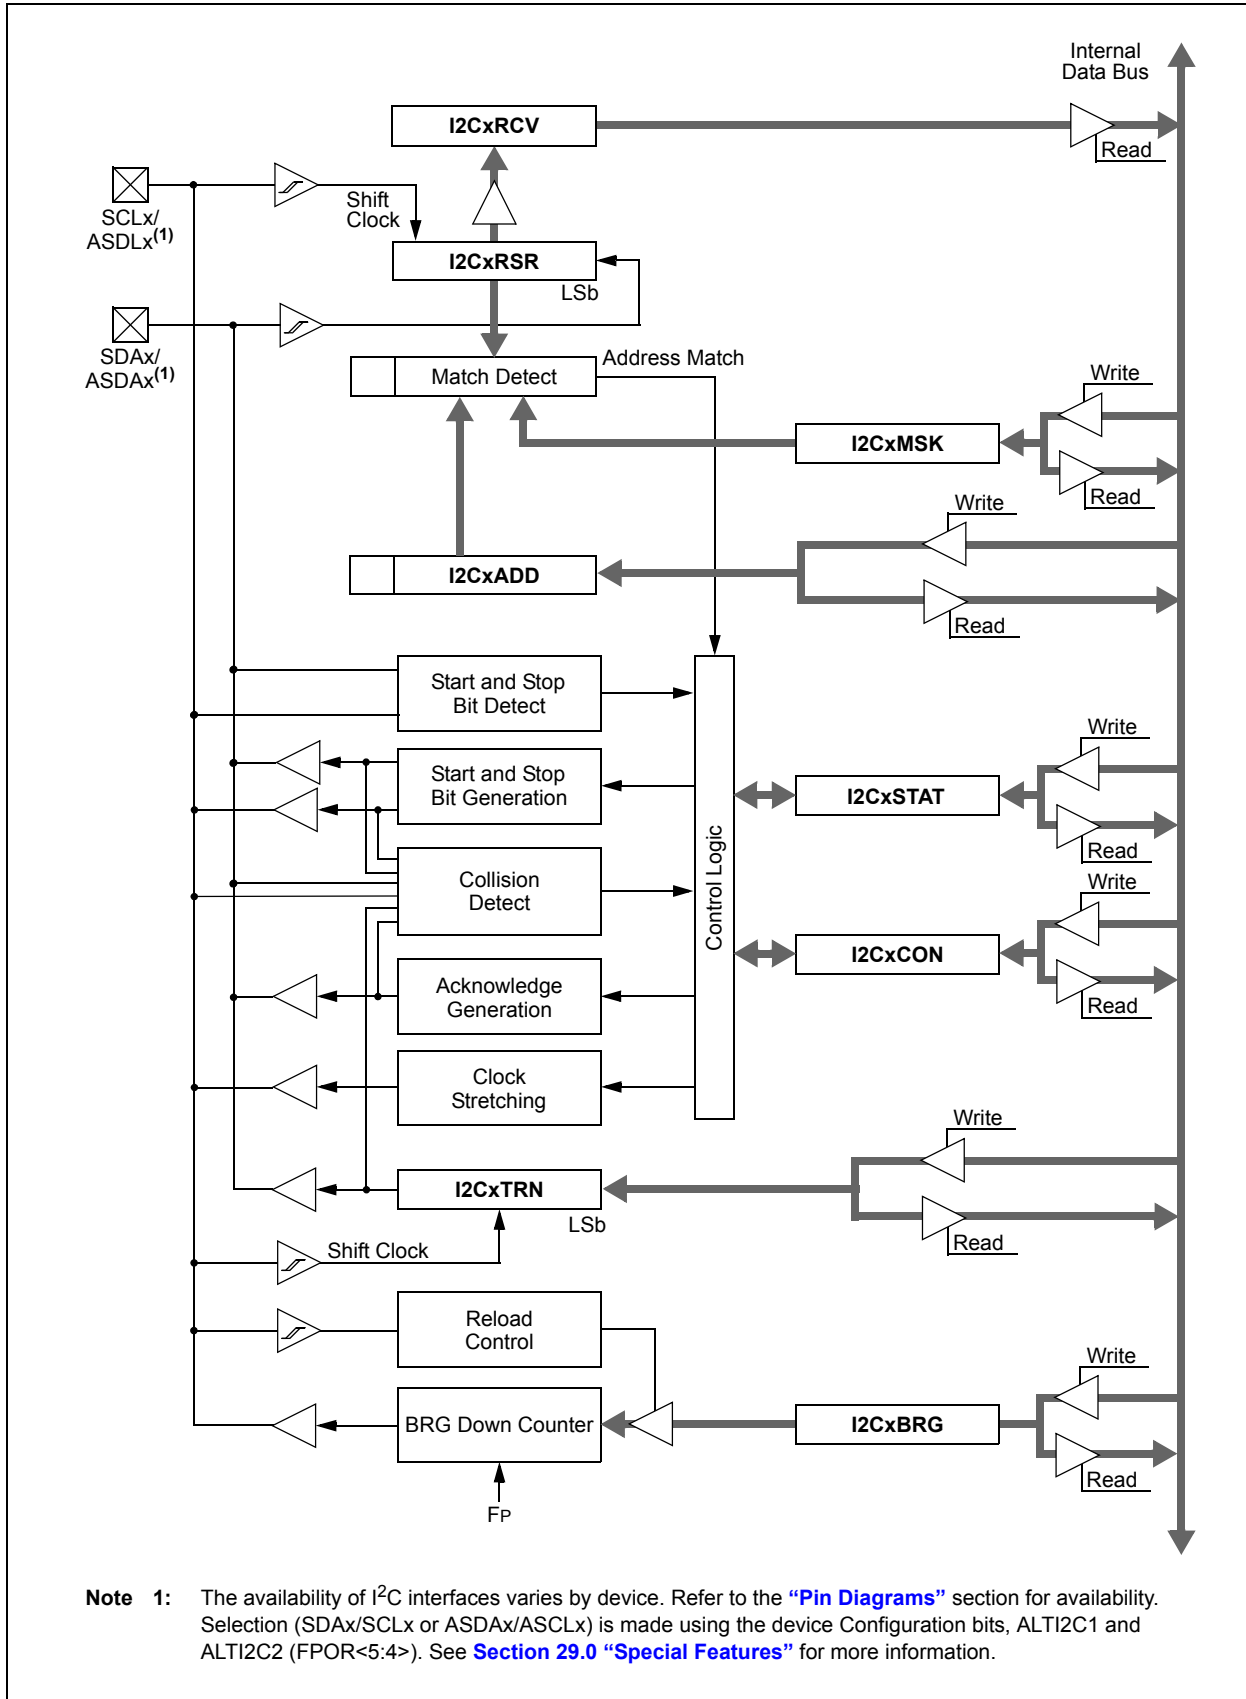 Internal
Data Bus
I2CxRCV
Read
Shift
Clock
SCLx/
ASDLx(1)
I2CxRSR
LSb
SDAx/
ASDAx(1)
Address Match
Match Detect
Write
I2CxMSK
Read
Write
I2CxADD
Read
Start and Stop
Bit Detect
Write
Start and Stop
Bit Generation
I2CxSTAT
Read
Control Logic
Collision
Detect
Write
I2CxCON
Read
Acknowledge
Generation
Clock
Stretching
Write
I2CxTRN
LSb
Read
Shift Clock
Reload
Control
Write
BRG Down Counter
I2CxBRG
Read
FP
Note 1: The availability of I2C interfaces varies by device. Refer to the “Pin Diagrams” section for availability.
Selection (SDAx/SCLx or ASDAx/ASCLx) is made using the device Configuration bits, ALTI2C1 and
ALTI2C2 (FPOR<5:4>). See Section 29.0 “Special Features” for more information.